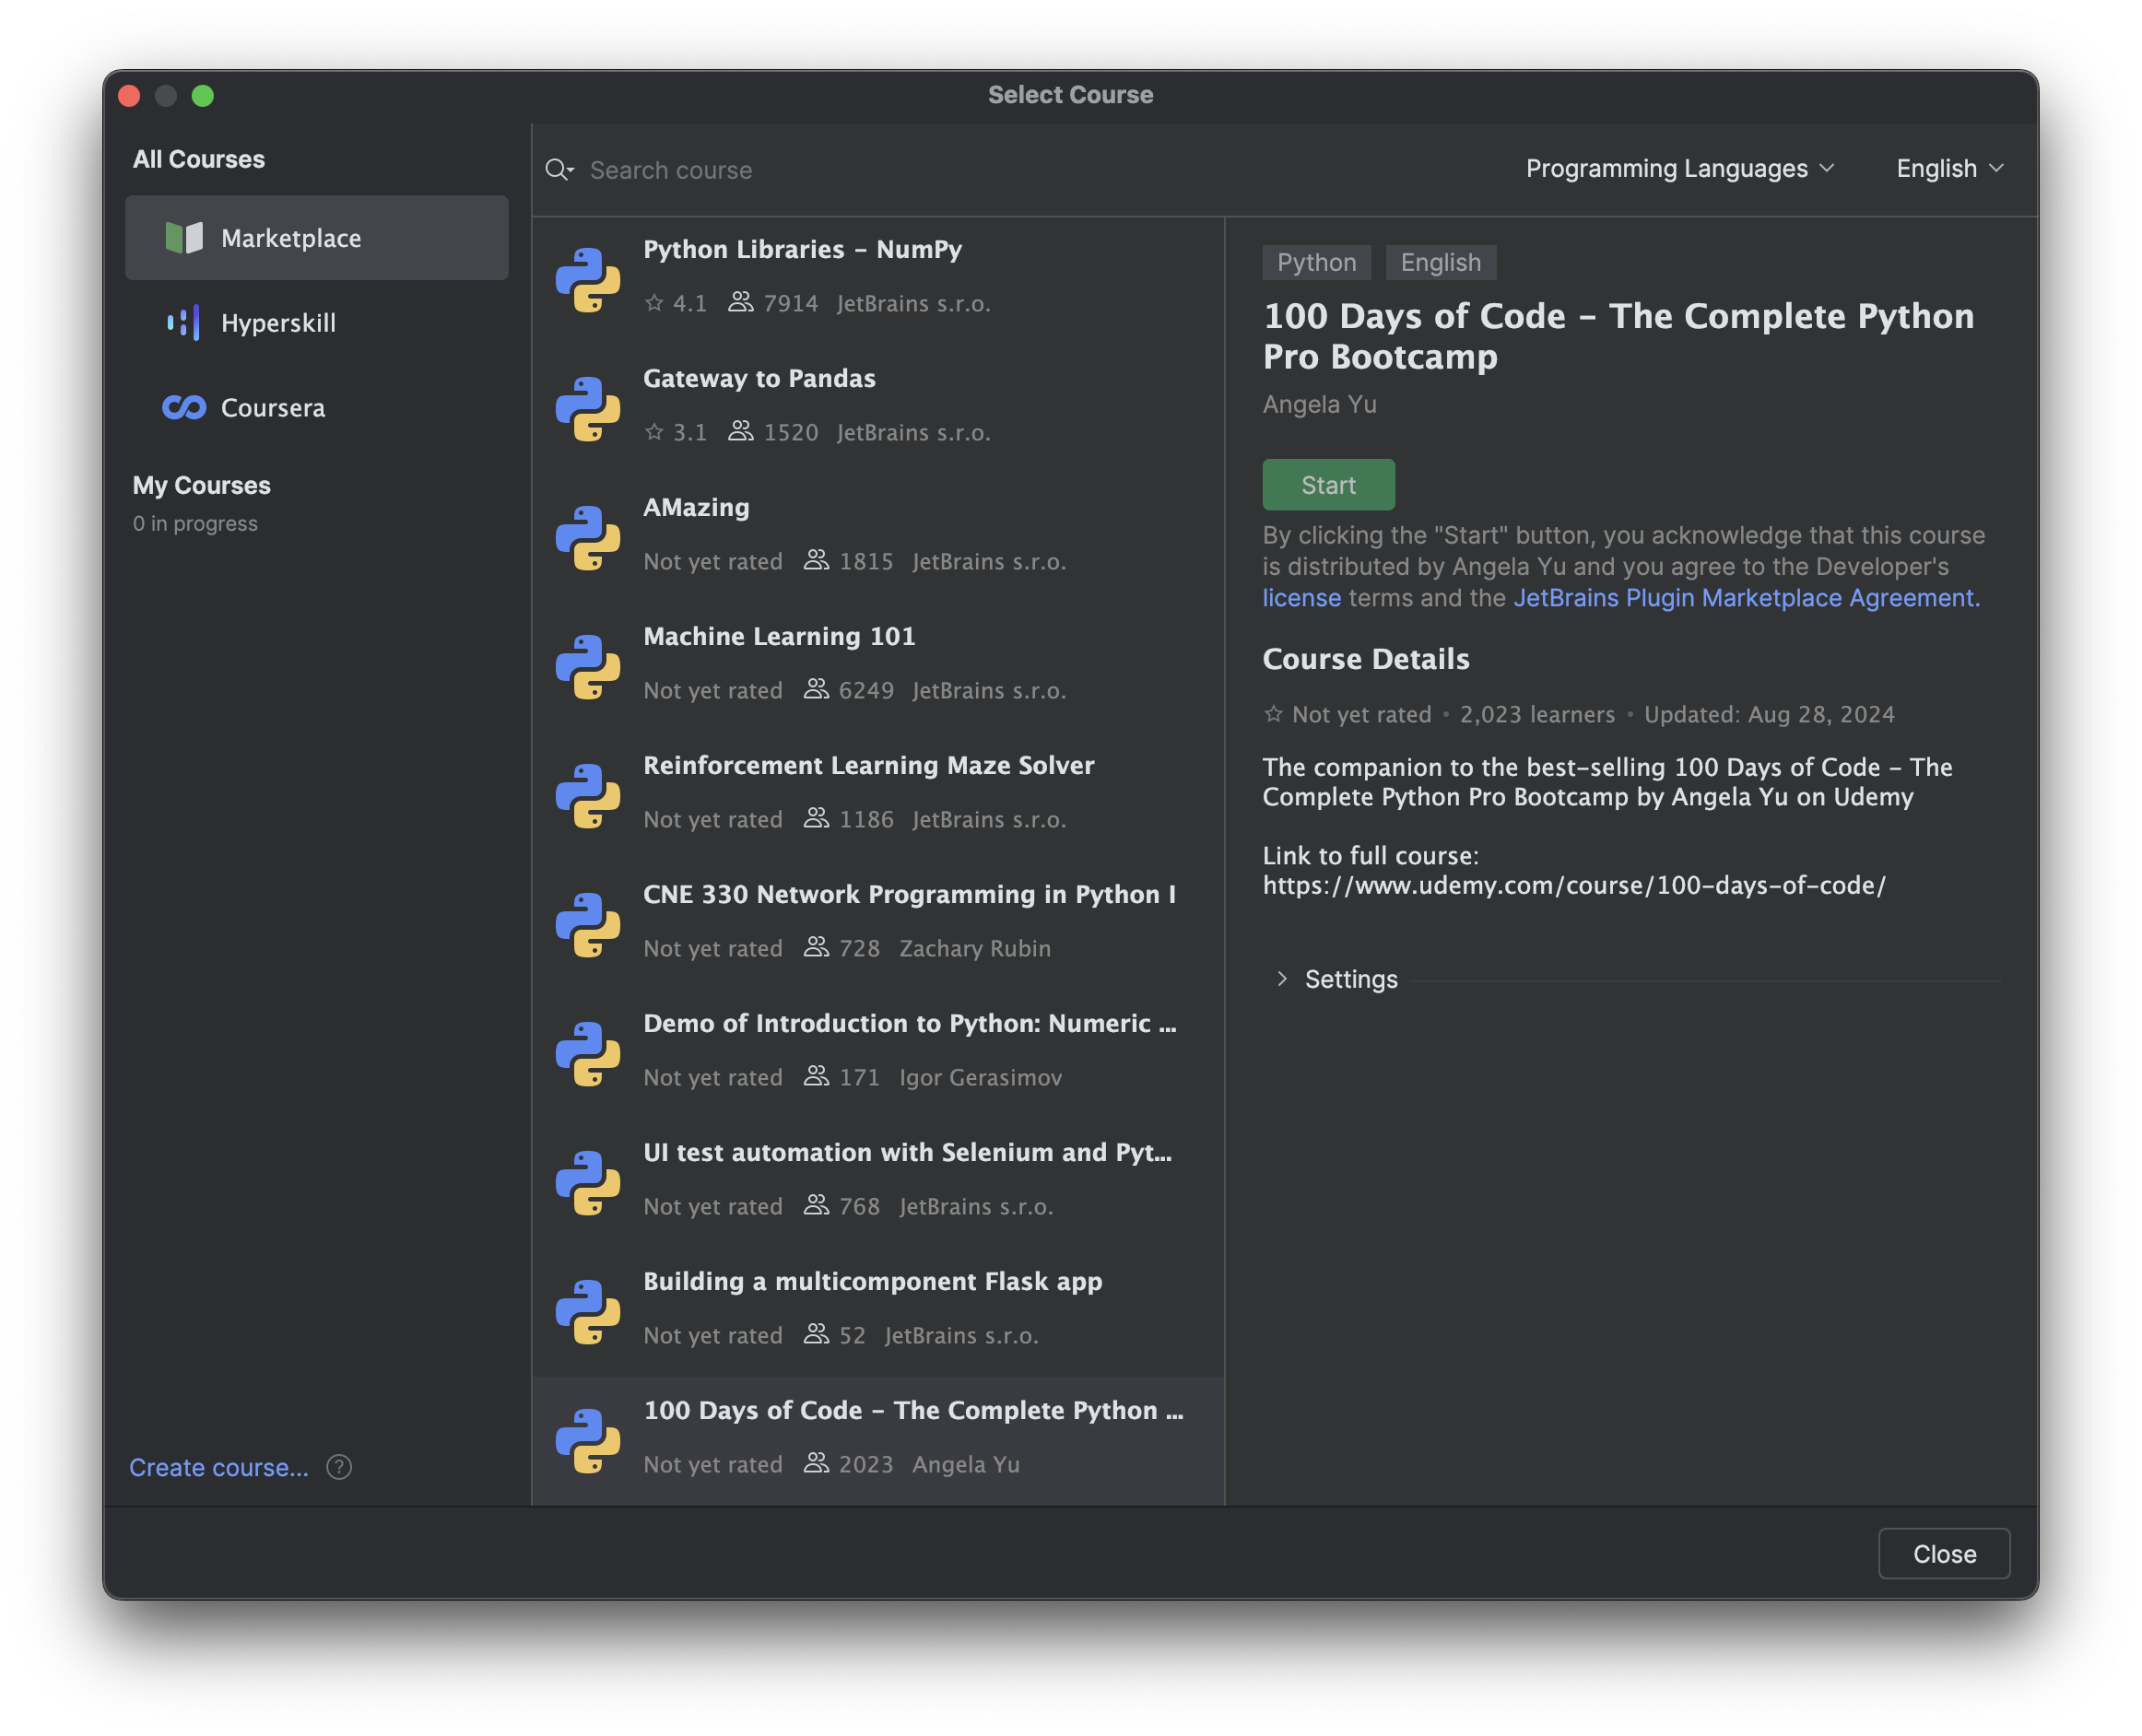 Select Course
All Courses
Marketplace
Hyperskill
Coursera
My Courses
0 in progress
Create course...
?
Search course
Programming Languages
English
Python Libraries – NumPy
4.1 7914 JetBrains s.r.o.
Gateway to Pandas
3.1 1520 JetBrains s.r.o.
AMazing
Not yet rated 1815 JetBrains s.r.o.
Machine Learning 101
Not yet rated 6249 JetBrains s.r.o.
Reinforcement Learning Maze Solver
Not yet rated 1186 JetBrains s.r.o.
CNE 330 Network Programming in Python I
Not yet rated 728 Zachary Rubin
Demo of Introduction to Python: Numeric ...
Not yet rated 171 Igor Gerasimov
UI test automation with Selenium and Pyt...
Not yet rated 768 JetBrains s.r.o.
Building a multicomponent Flask app
Not yet rated 52 JetBrains s.r.o.
100 Days of Code – The Complete Python ...
Not yet rated 2023 Angela Yu
Python English
100 Days of Code – The Complete Python
Pro Bootcamp
Angela Yu
Start
By clicking the "Start" button, you acknowledge that this course
is distributed by Angela Yu and you agree to the Developer's
license terms and the JetBrains Plugin Marketplace Agreement.
Course Details
Not yet rated • 2,023 learners • Updated: Aug 28, 2024
The companion to the best–selling 100 Days of Code – The
Complete Python Pro Bootcamp by Angela Yu on Udemy
Link to full course:
https://www.udemy.com/course/100-days-of-code/
Settings
Close